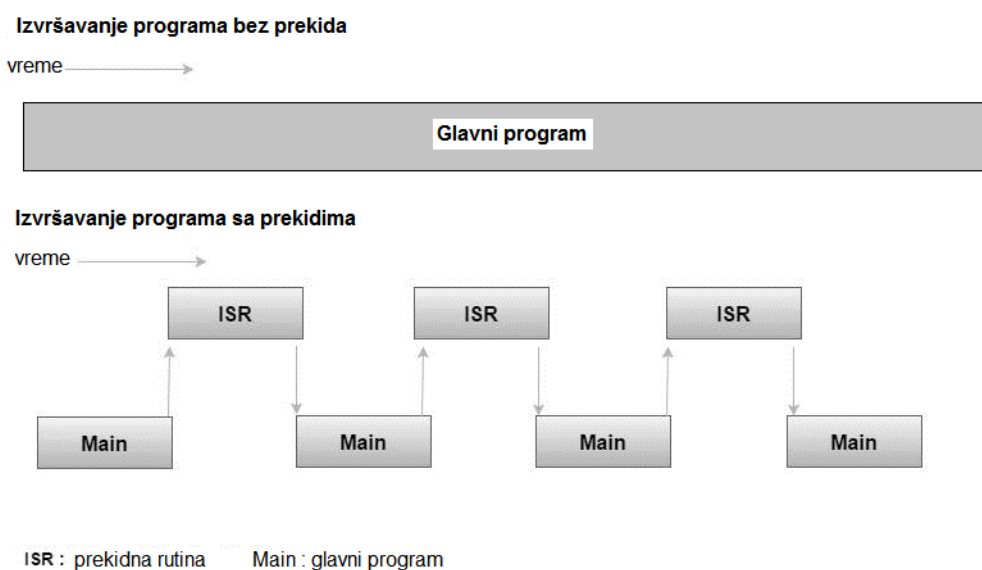 Izvršavanje programa bez prekida
vreme
Glavni program
Izvršavanje programa sa prekidima
vreme
ISR ISR ISR
Main Main Main Main
ISR : prekidna rutina Main : glavni program